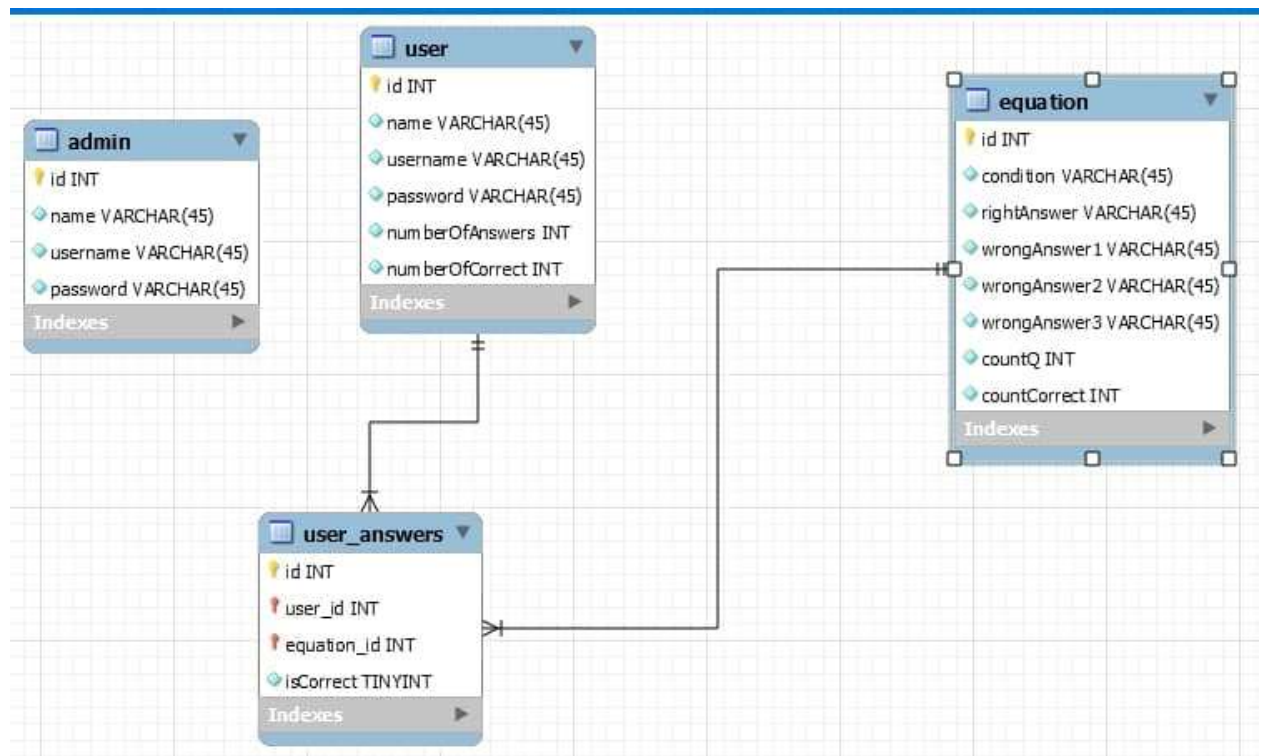 admin
id INT
name VARCHAR(45)
username VARCHAR(45)
password VARCHAR(45)
Indexes
user
id INT
name VARCHAR(45)
username VARCHAR(45)
password VARCHAR(45)
numberOfAnswers INT
numberOfCorrect INT
Indexes
equation
id INT
condition VARCHAR(45)
rightAnswer VARCHAR(45)
wrongAnswer1 VARCHAR(45)
wrongAnswer2 VARCHAR(45)
wrongAnswer3 VARCHAR(45)
countQ INT
countCorrect INT
Indexes
user_answers
id INT
user_id INT
equation_id INT
isCorrect TINYINT
Indexes